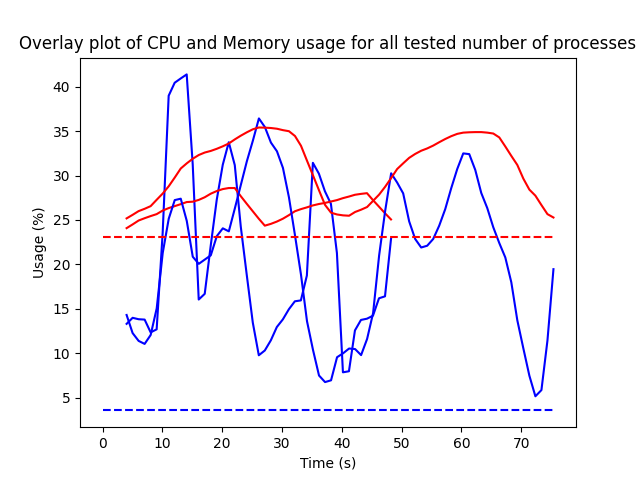 Overlay plot of CPU and Memory usage for all tested number of processes
Usage (%)
40
35
30
25
20
15
10
5
0 10 20 30 40 50 60 70
Time (s)